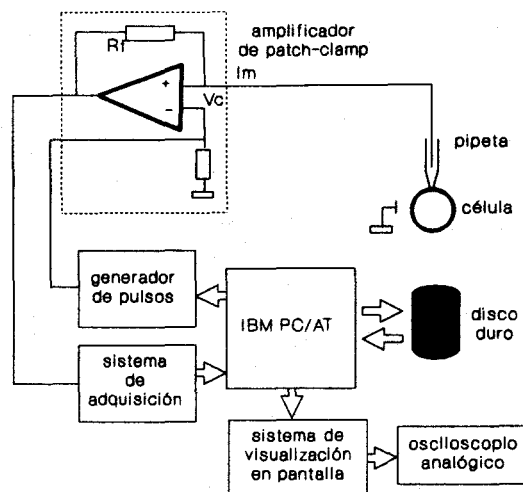 amplificador
de patch-clamp
Rf
Im
+
Vc
-
pipeta
célula
generador
de pulsos
IBM PC/AT
disco
duro
sistema
de
adquisición
sistema de
visualización
en pantalla
osciloscopio
analógico